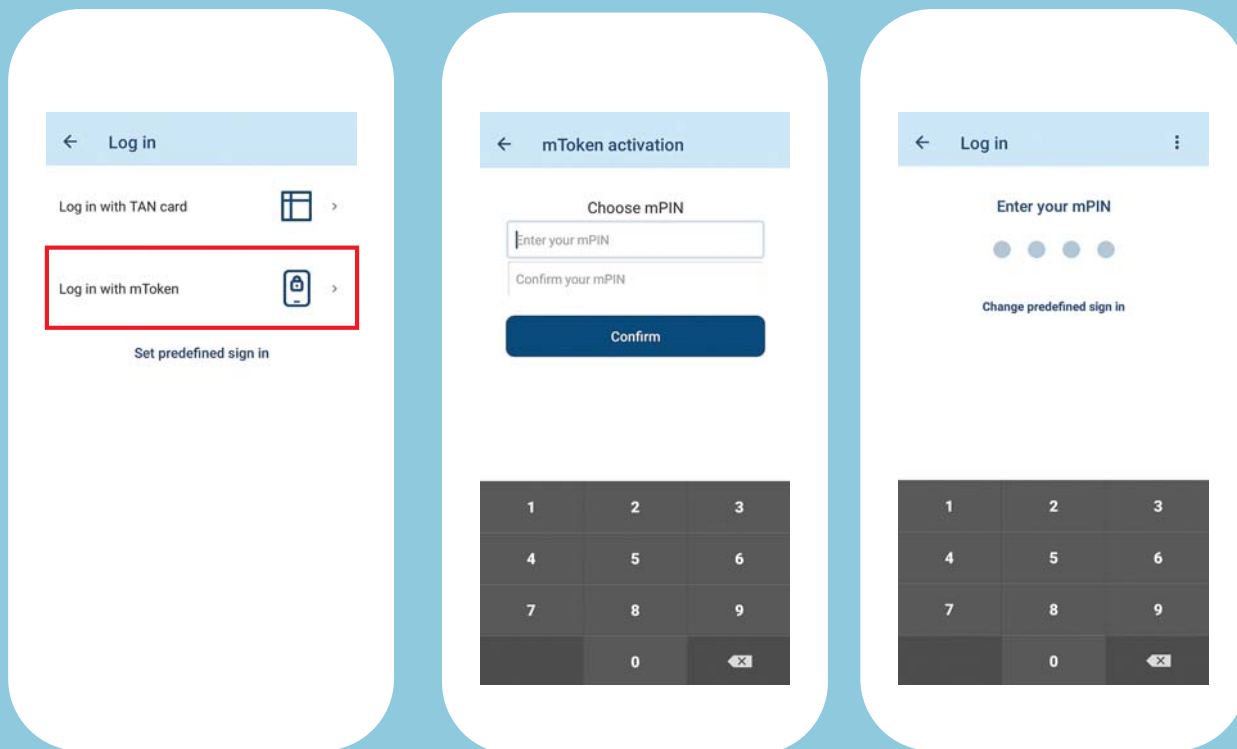 Log in
Log in with TAN card
Log in with mToken
Set predefined sign in
mToken activation
Choose mPIN
Enter your mPIN
Confirm your mPIN
Confirm
1 2 3
4 5 6
7 8 9
0
Log in
Enter your mPIN
Change predefined sign in
1 2 3
4 5 6
7 8 9
0